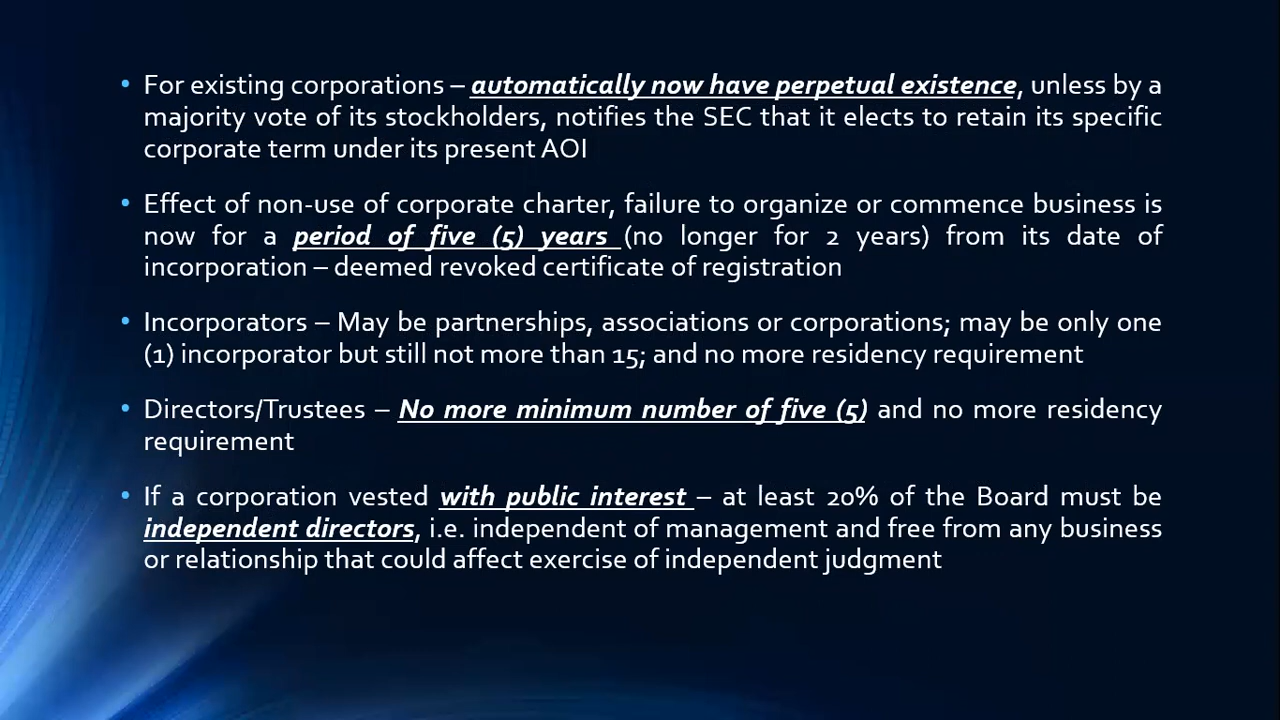 • For existing corporations – automatically now have perpetual existence, unless by a
majority vote of its stockholders, notifies the SEC that it elects to retain its specific
corporate term under its present AOI
• Effect of non-use of corporate charter, failure to organize or commence business is
now for a period of five (5) years (no longer for 2 years) from its date of
incorporation – deemed revoked certificate of registration
• Incorporators – May be partnerships, associations or corporations; may be only one
(1) incorporator but still not more than 15; and no more residency requirement
• Directors/Trustees – No more minimum number of five (5) and no more residency
requirement
• If a corporation vested with public interest – at least 20% of the Board must be
independent directors, i.e. independent of management and free from any business
or relationship that could affect exercise of independent judgment